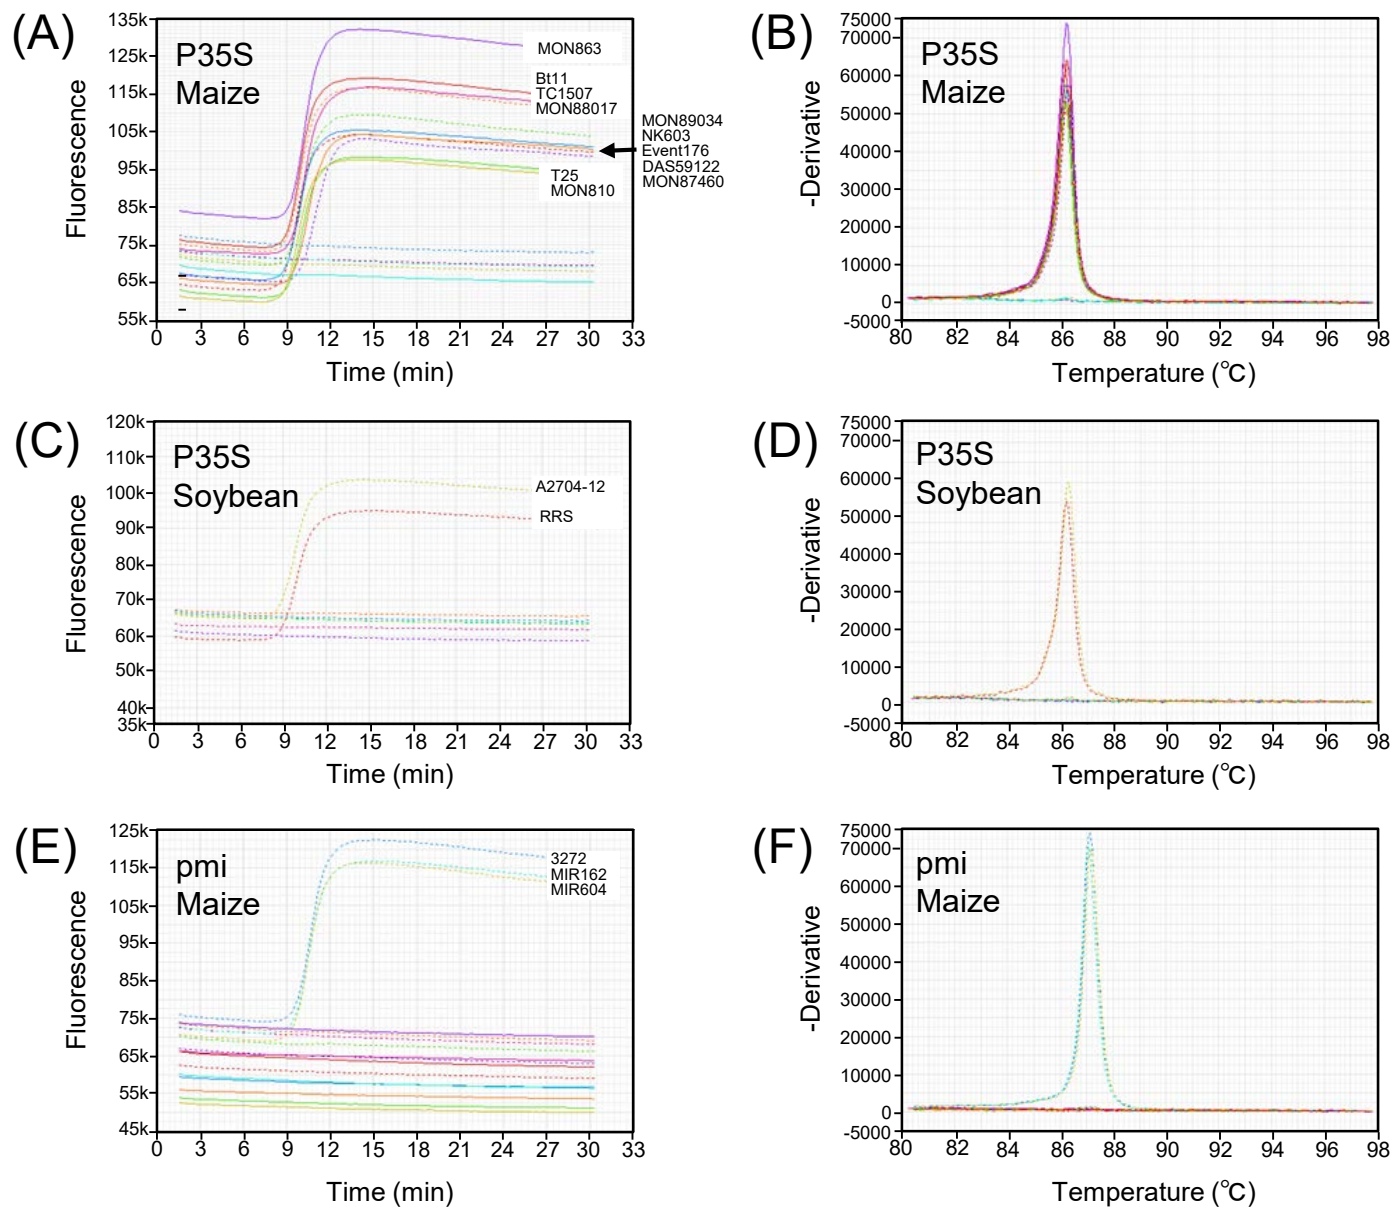 (A)
P35S
Maize
Fluorescence
135k
125k
115k
105k
95k
85k
75k
65k
55k
MON863
Bt11
TC1507
MON88017
MON89034
NK603
Event176
DAS59122
MON87460
T25
MON810
0 3 6 9 12 15 18 21 24 27 30 33
Time (min)
(B)
P35S
Maize
-Derivative
75000
70000
60000
50000
40000
30000
20000
10000
0
-5000
80 82 84 86 88 90 92 94 96 98
Temperature (℃)
(C)
P35S
Soybean
Fluorescence
120k
110k
100k
90k
80k
70k
60k
50k
40k
35k
A2704-12
RRS
0 3 6 9 12 15 18 21 24 27 30 33
Time (min)
(D)
P35S
Soybean
-Derivative
75000
70000
60000
50000
40000
30000
20000
10000
0
-5000
80 82 84 86 88 90 92 94 96 98
Temperature (℃)
(E)
pmi
Maize
Fluorescence
125k
115k
105k
95k
85k
75k
65k
55k
45k
3272
MIR162
MIR604
0 3 6 9 12 15 18 21 24 27 30 33
Time (min)
(F)
pmi
Maize
-Derivative
75000
70000
60000
50000
40000
30000
20000
10000
0
-5000
80 82 84 86 88 90 92 94 96 98
Temperature (℃)